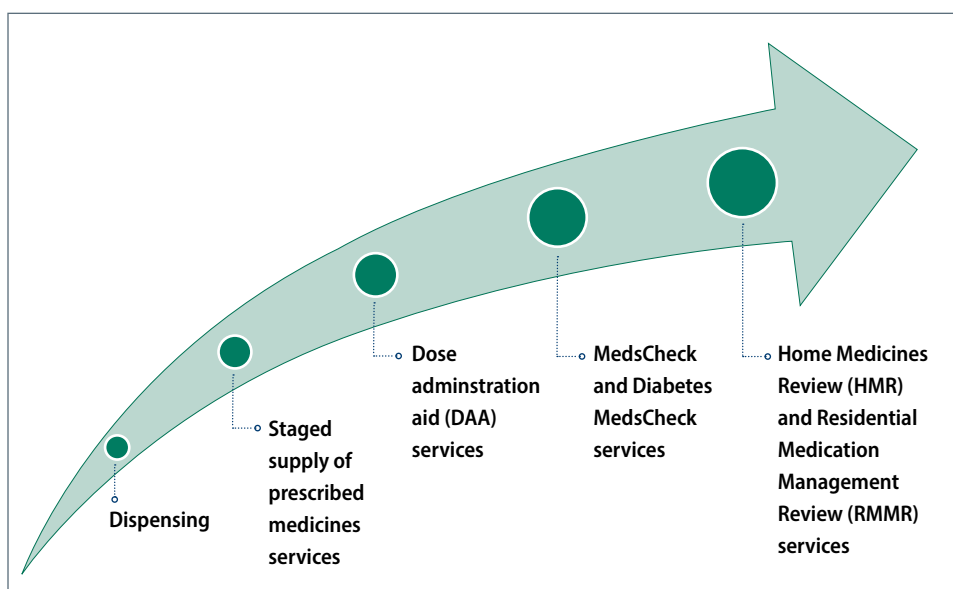 Dispensing
Staged
supply of
prescribed
medicines
services
Dose
adminstration
aid (DAA)
services
MedsCheck
and Diabetes
MedsCheck
services
Home Medicines
Review (HMR)
and Residential
Medication
Management
Review (RMMR)
services